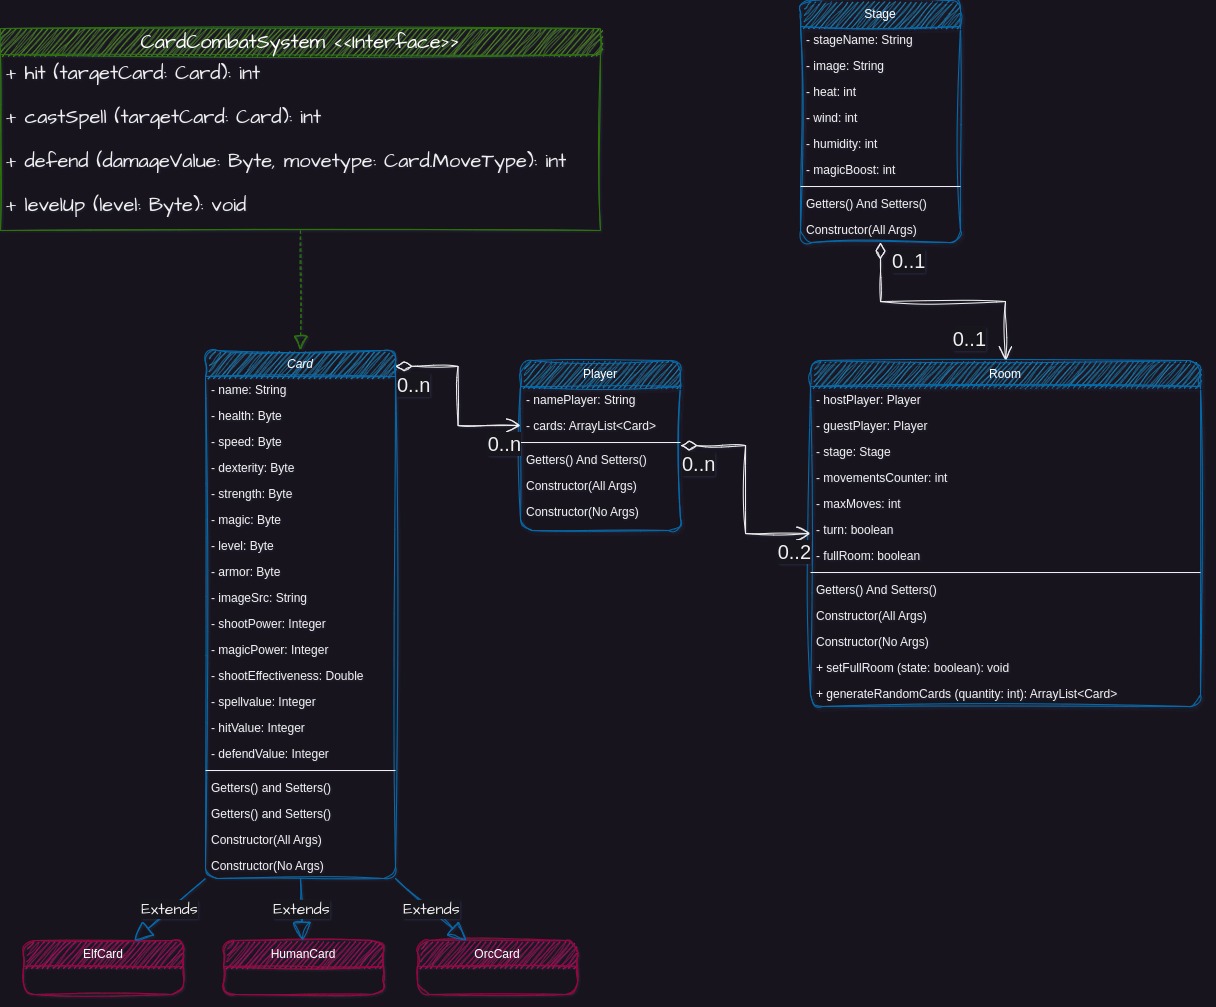 CardCombatSystem <<Interface>>
+ hit (targetCard: Card): int
+ castSpell (targetCard: Card): int
+ defend (damageValue: Byte, movetype: Card.MoveType): int
+ levelUp (level: Byte): void
Stage
- stageName: String
- image: String
- heat: int
- wind: int
- humidity: int
- magicBoost: int
Getters() And Setters()
Constructor(All Args)
0..1
0..1
Card
- name: String
- health: Byte
- speed: Byte
- dexterity: Byte
- strength: Byte
- magic: Byte
- level: Byte
- armor: Byte
- imageSrc: String
- shootPower: Integer
- magicPower: Integer
- shootEffectiveness: Double
- spellvalue: Integer
- hitValue: Integer
- defendValue: Integer
Getters() and Setters()
Getters() and Setters()
Constructor(All Args)
Constructor(No Args)
0..n
0..n
Player
- namePlayer: String
- cards: ArrayList<Card>
Getters() And Setters()
Constructor(All Args)
Constructor(No Args)
0..n
0..2
Room
- hostPlayer: Player
- guestPlayer: Player
- stage: Stage
- movementsCounter: int
- maxMoves: int
- turn: boolean
- fullRoom: boolean
Getters() And Setters()
Constructor(All Args)
Constructor(No Args)
+ setFullRoom (state: boolean): void
+ generateRandomCards (quantity: int): ArrayList<Card>
Extends
Extends
Extends
ElfCard
HumanCard
OrcCard